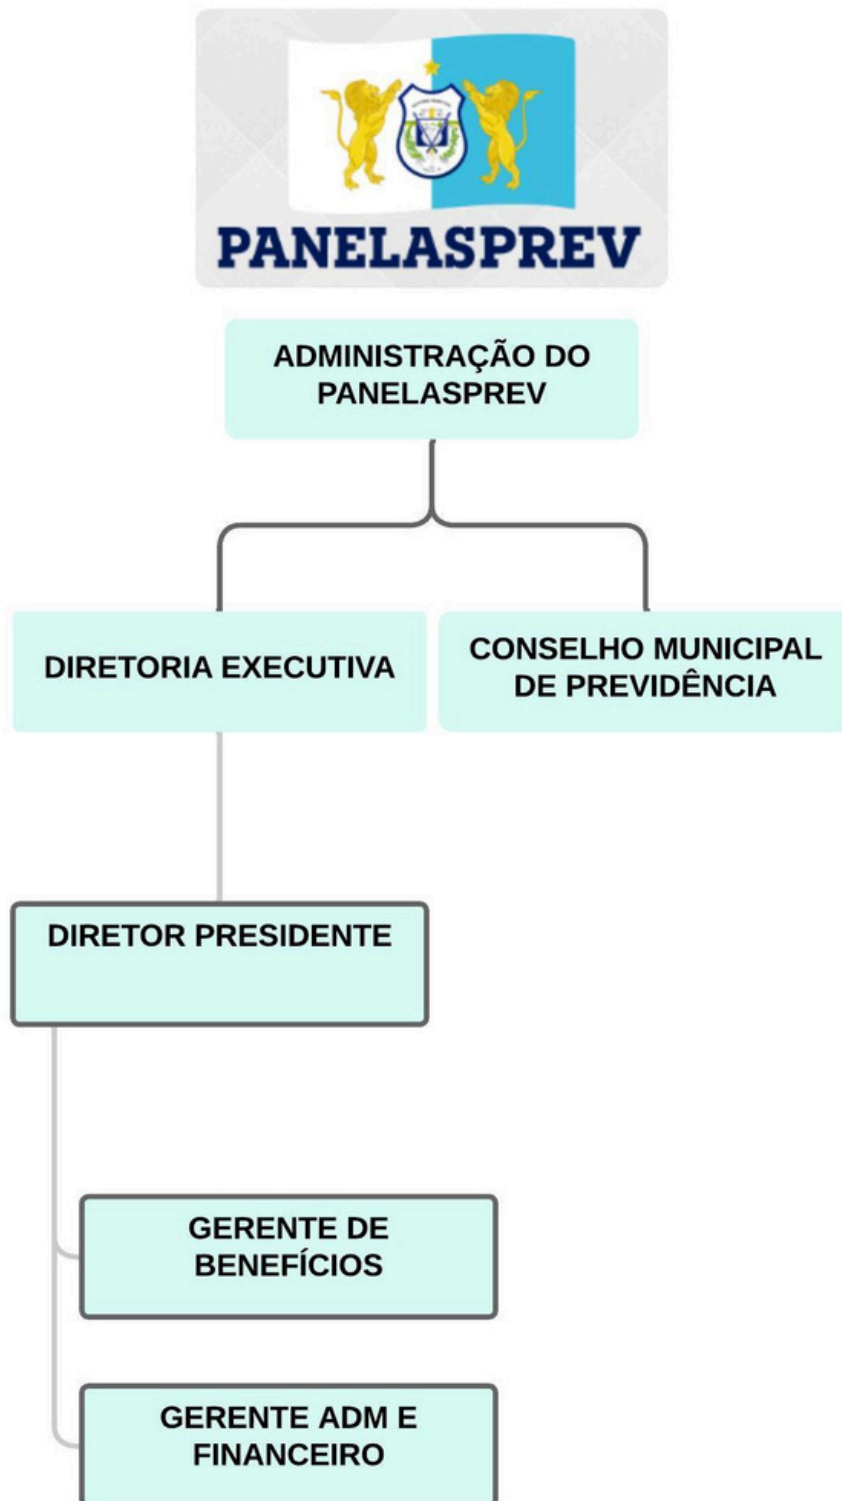 PANELASPREV
ADMINISTRAÇÃO DO
PANELASPREV
DIRETORIA EXECUTIVA
CONSELHO MUNICIPAL
DE PREVIDÊNCIA
DIRETOR PRESIDENTE
GERENTE DE
BENEFÍCIOS
GERENTE ADM E
FINANCEIRO